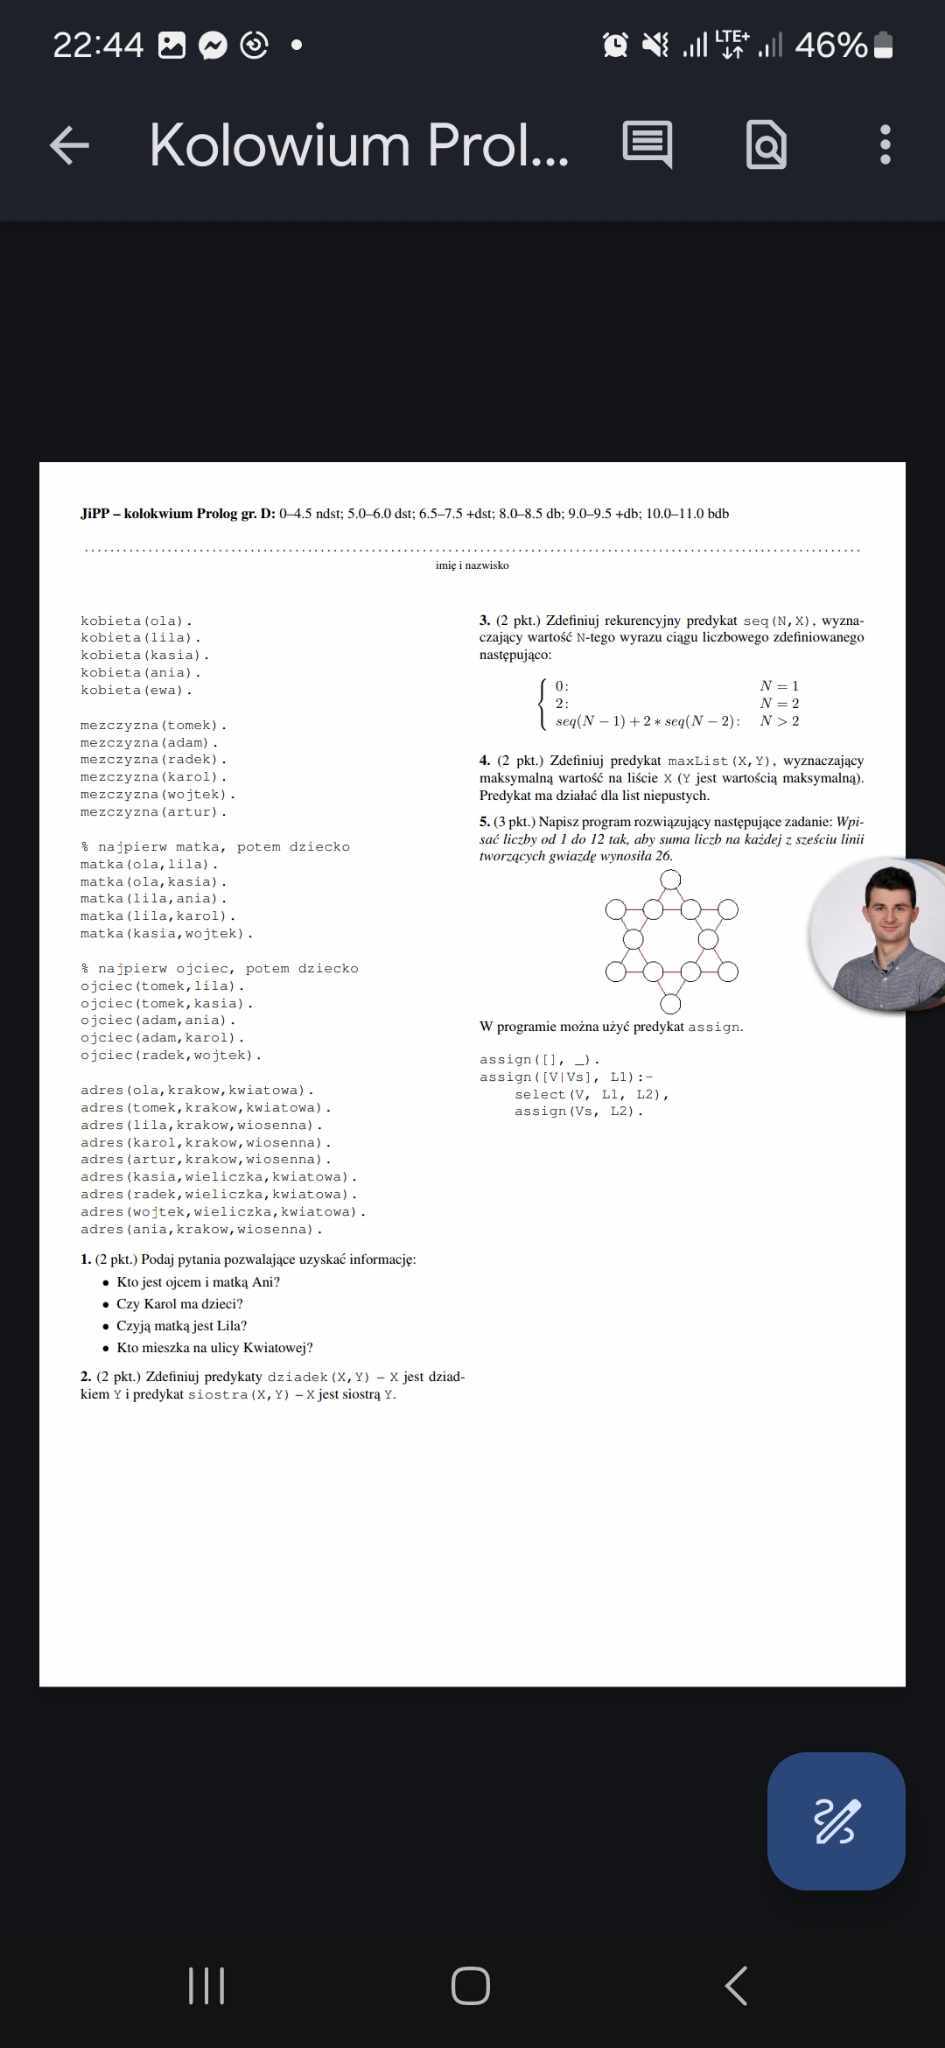 22:44
LTE+
46%
Kolowium Prol...
JiPP – kolokwium Prolog gr. D: 0–4.5 ndst; 5.0–6.0 dst; 6.5–7.5 +dst; 8.0–8.5 db; 9.0–9.5 +db; 10.0–11.0 bdb
imię i nazwisko
kobieta(ola).
kobieta(lila).
kobieta(kasia).
kobieta(ania).
kobieta(ewa).
mezczyzna(tomek).
mezczyzna(adam).
mezczyzna(radek).
mezczyzna(karol).
mezczyzna(wojtek).
mezczyzna(artur).
% najpierw matka, potem dziecko
matka(ola,lila).
matka(ola,kasia).
matka(lila,ania).
matka(lila,karol).
matka(kasia,wojtek).
% najpierw ojciec, potem dziecko
ojciec(tomek,lila).
ojciec(tomek,kasia).
ojciec(adam,ania).
ojciec(adam,karol).
ojciec(radek,wojtek).
adres(ola,krakow,kwiatowa).
adres(tomek,krakow,kwiatowa).
adres(lila,krakow,wiosenna).
adres(karol,krakow,wiosenna).
adres(artur,krakow,wiosenna).
adres(kasia,wieliczka,kwiatowa).
adres(radek,wieliczka,kwiatowa).
adres(wojtek,wieliczka,kwiatowa).
adres(ania,krakow,wiosenna).
1. (2 pkt.) Podaj pytania pozwalające uzyskać informację:
• Kto jest ojcem i matką Ani?
• Czy Karol ma dzieci?
• Czyją matką jest Lila?
• Kto mieszka na ulicy Kwiatowej?
2. (2 pkt.) Zdefiniuj predykaty dziadek(X,Y) – X jest dziad-
kiem Y i predykat siostra(X,Y) – X jest siostrą Y.
3. (2 pkt.) Zdefiniuj rekurencyjny predykat seq(N,X), wyzna-
czający wartość N-tego wyrazu ciągu liczbowego zdefiniowanego
następująco:
0: N = 1
2: N = 2
seq(N − 1) + 2 ∗ seq(N − 2): N > 2
4. (2 pkt.) Zdefiniuj predykat maxList(X,Y), wyznaczający
maksymalną wartość na liście X (Y jest wartością maksymalną).
Predykat ma działać dla list niepustych.
5. (3 pkt.) Napisz program rozwiązujący następujące zadanie: Wpi-
sać liczby od 1 do 12 tak, aby suma liczb na każdej z sześciu linii
tworzących gwiazdę wynosiła 26.
W programie można użyć predykat assign.
assign([], _).
assign([V|Vs], L1):-
select(V, L1, L2),
assign(Vs, L2).